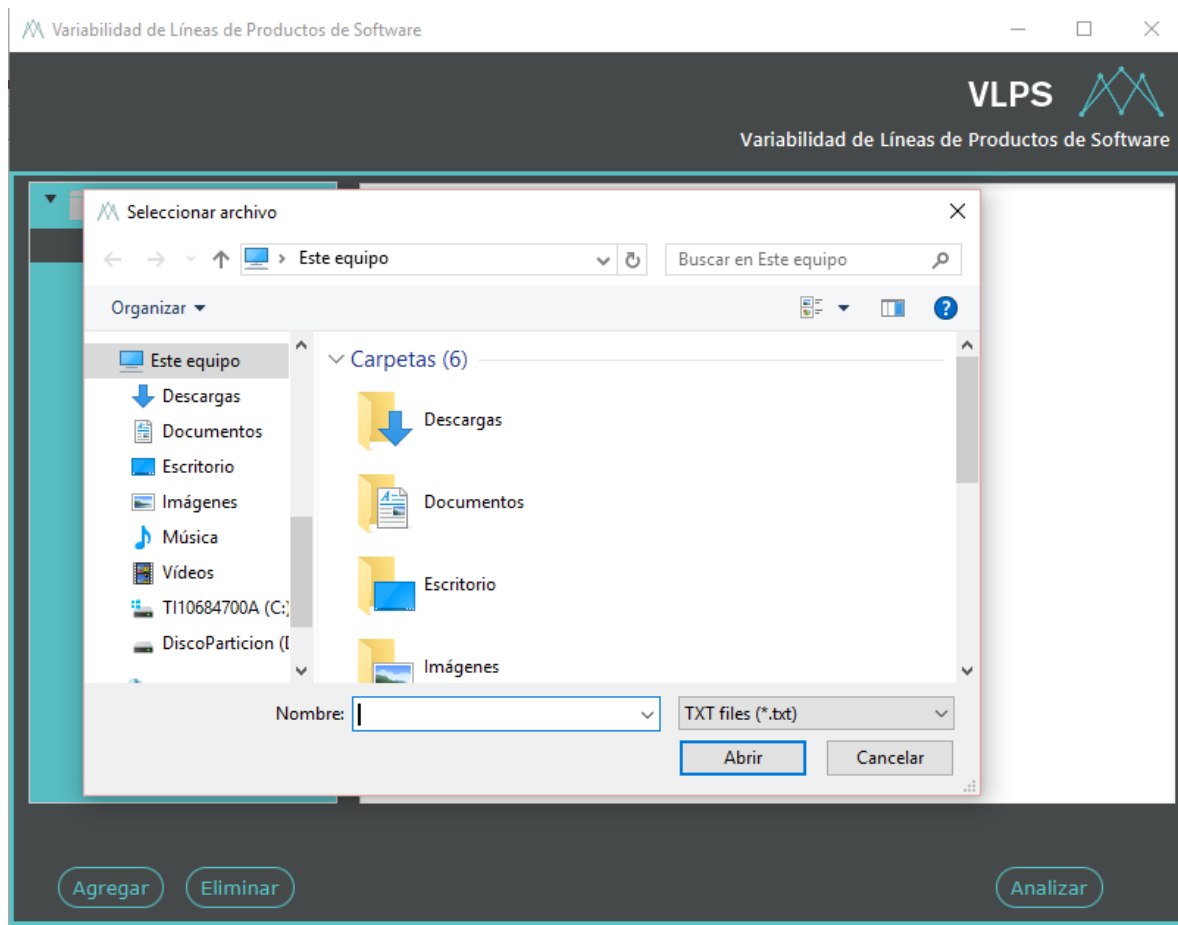 Variabilidad de Líneas de Productos de Software
VLPS
Variabilidad de Líneas de Productos de Software
Seleccionar archivo
Este equipo
Buscar en Este equipo
Organizar
?
Este equipo
Descargas
Documentos
Escritorio
Imágenes
Música
Vídeos
TI10684700A (C:)
DiscoParticion (D
Carpetas (6)
Descargas
Documentos
Escritorio
Imágenes
Nombre:
TXT files (*.txt)
Abrir
Cancelar
Agregar
Eliminar
Analizar